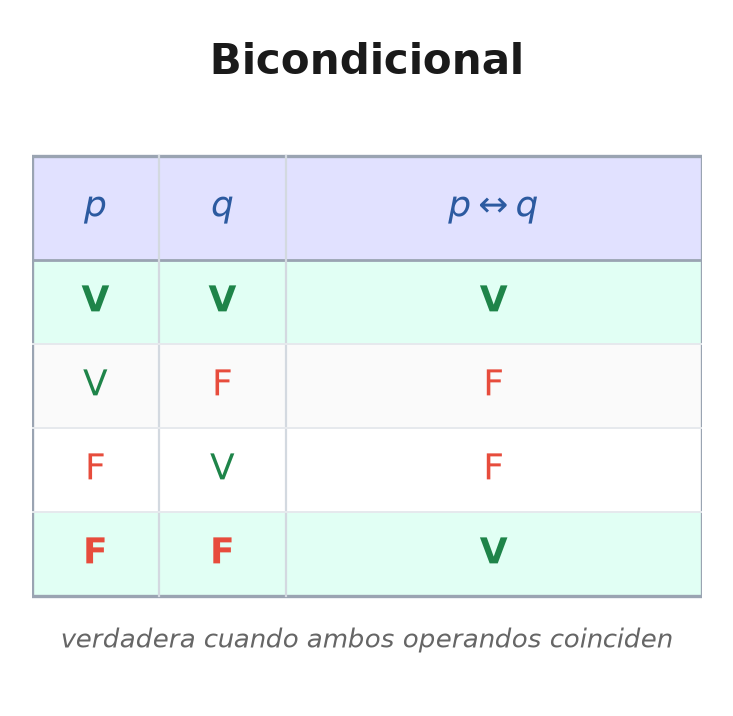 Bicondicional
p q p ↔ q
V V V
V F F
F V F
F F V
verdadera cuando ambos operandos coinciden